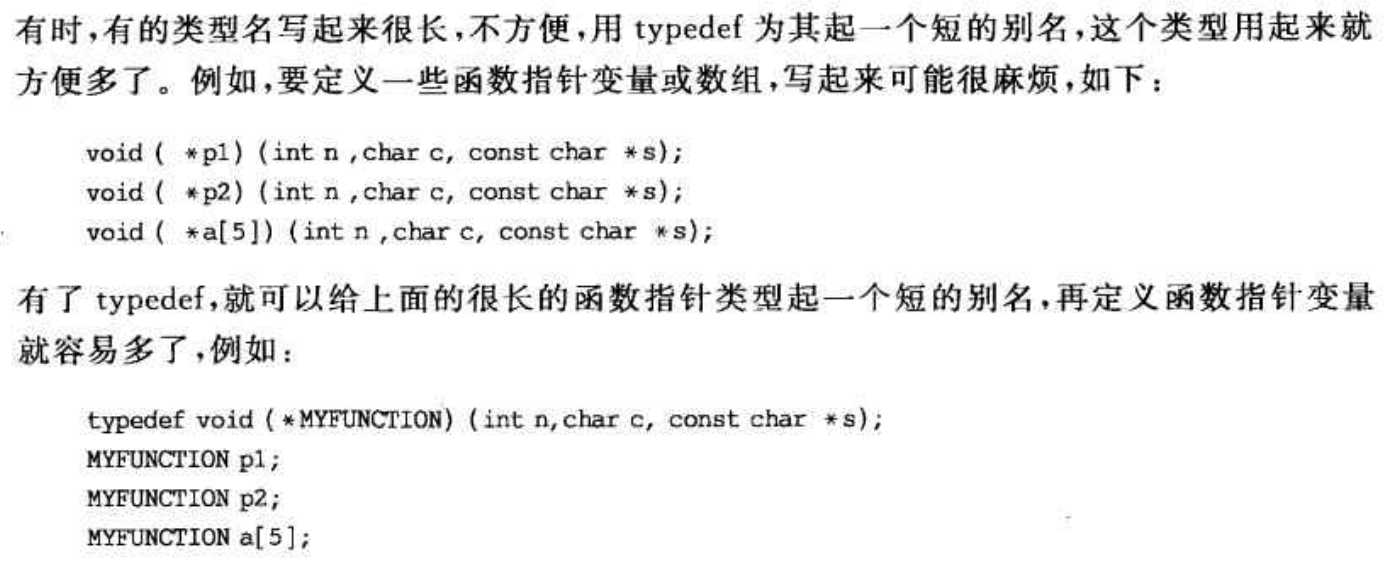 有时,有的类型名写起来很长,不方便,用 typedef 为其起一个短的别名,这个类型用起来就
方便多了。例如,要定义一些函数指针变量或数组,写起来可能很麻烦,如下:
void ( *p1) (int n ,char c, const char *s);
void ( *p2) (int n ,char c, const char *s);
void ( *a[5]) (int n ,char c, const char *s);
有了 typedef,就可以给上面的很长的函数指针类型起一个短的别名,再定义函数指针变量
就容易多了,例如:
typedef void (*MYFUNCTION) (int n,char c, const char *s);
MYFUNCTION p1;
MYFUNCTION p2;
MYFUNCTION a[5];